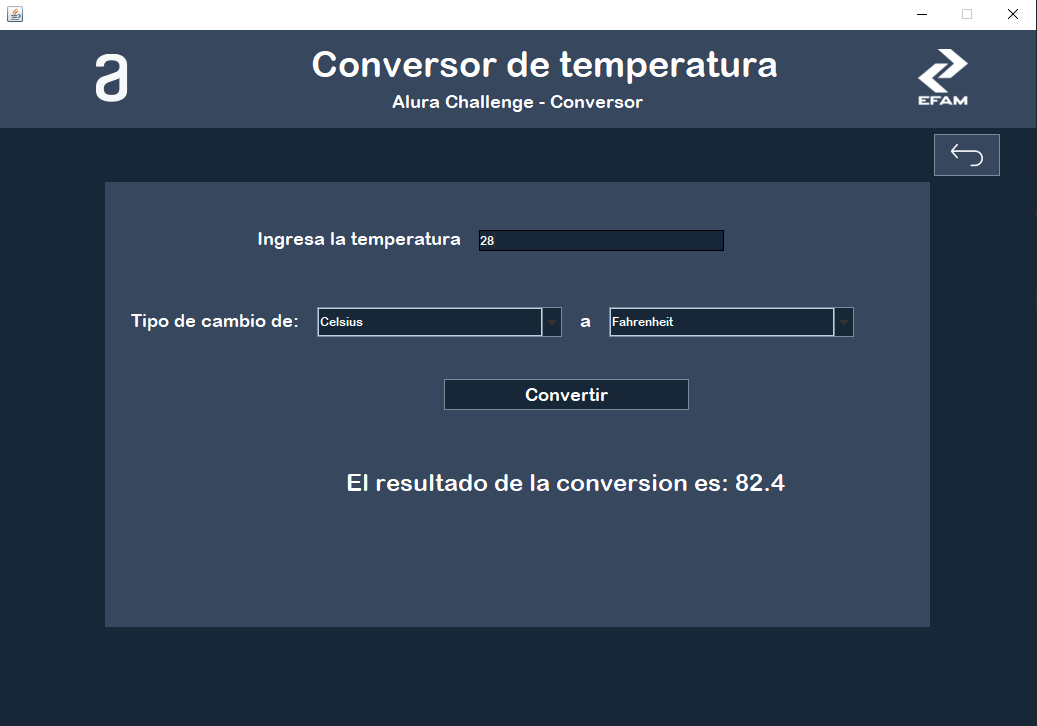 a
Conversor de temperatura
Alura Challenge - Conversor
EFAM
Ingresa la temperatura 28
Tipo de cambio de: Celsius a Fahrenheit
Convertir
El resultado de la conversion es: 82.4